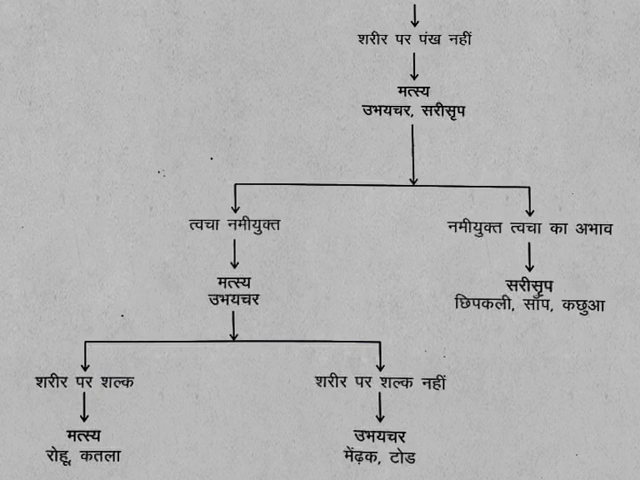 शरीर पर पंख नहीं
मत्स्य
उभयचर, सरीसृप
त्वचा नमीयुक्त
नमीयुक्त त्वचा का अभाव
मत्स्य
उभयचर
सरीसृप
छिपकली, साँप, कछुआ
शरीर पर शल्क
शरीर पर शल्क नहीं
मत्स्य
रोहू, कतला
उभयचर
मेंढ़क, टोड